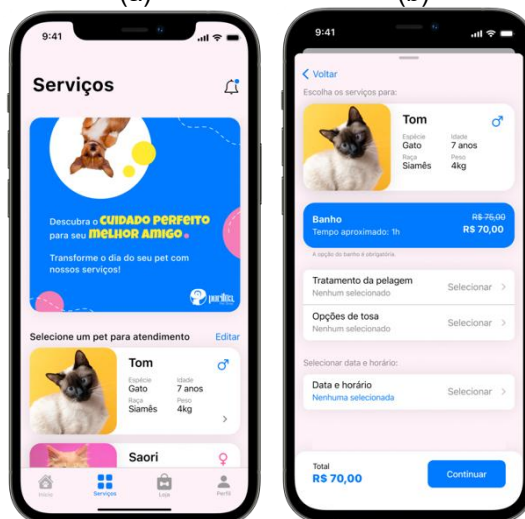 (a)
9:41
Serviços
Descubra o CUIDADO PERFEITO
para seu MELHOR AMIGO.
Transforme o dia do seu pet com
nossos serviços!
Selecione um pet para atendimento Editar
Tom
Espécie Idade
Gato 7 anos
Raça Peso
Siamês 4kg
Saori
Início Serviços Loja Perfil
(b)
9:41
Voltar
Escolha os serviços para:
Tom
Espécie Idade
Gato 7 anos
Raça Peso
Siamês 4kg
Banho R$ 75,00
Tempo aproximado: 1h R$ 70,00
A opção do banho é obrigatória.
Tratamento da pelagem
Nenhum selecionado Selecionar
Opções de tosa
Nenhum selecionado Selecionar
Selecionar data e horário:
Data e horário
Nenhuma selecionada Selecionar
Total
R$ 70,00 Continuar